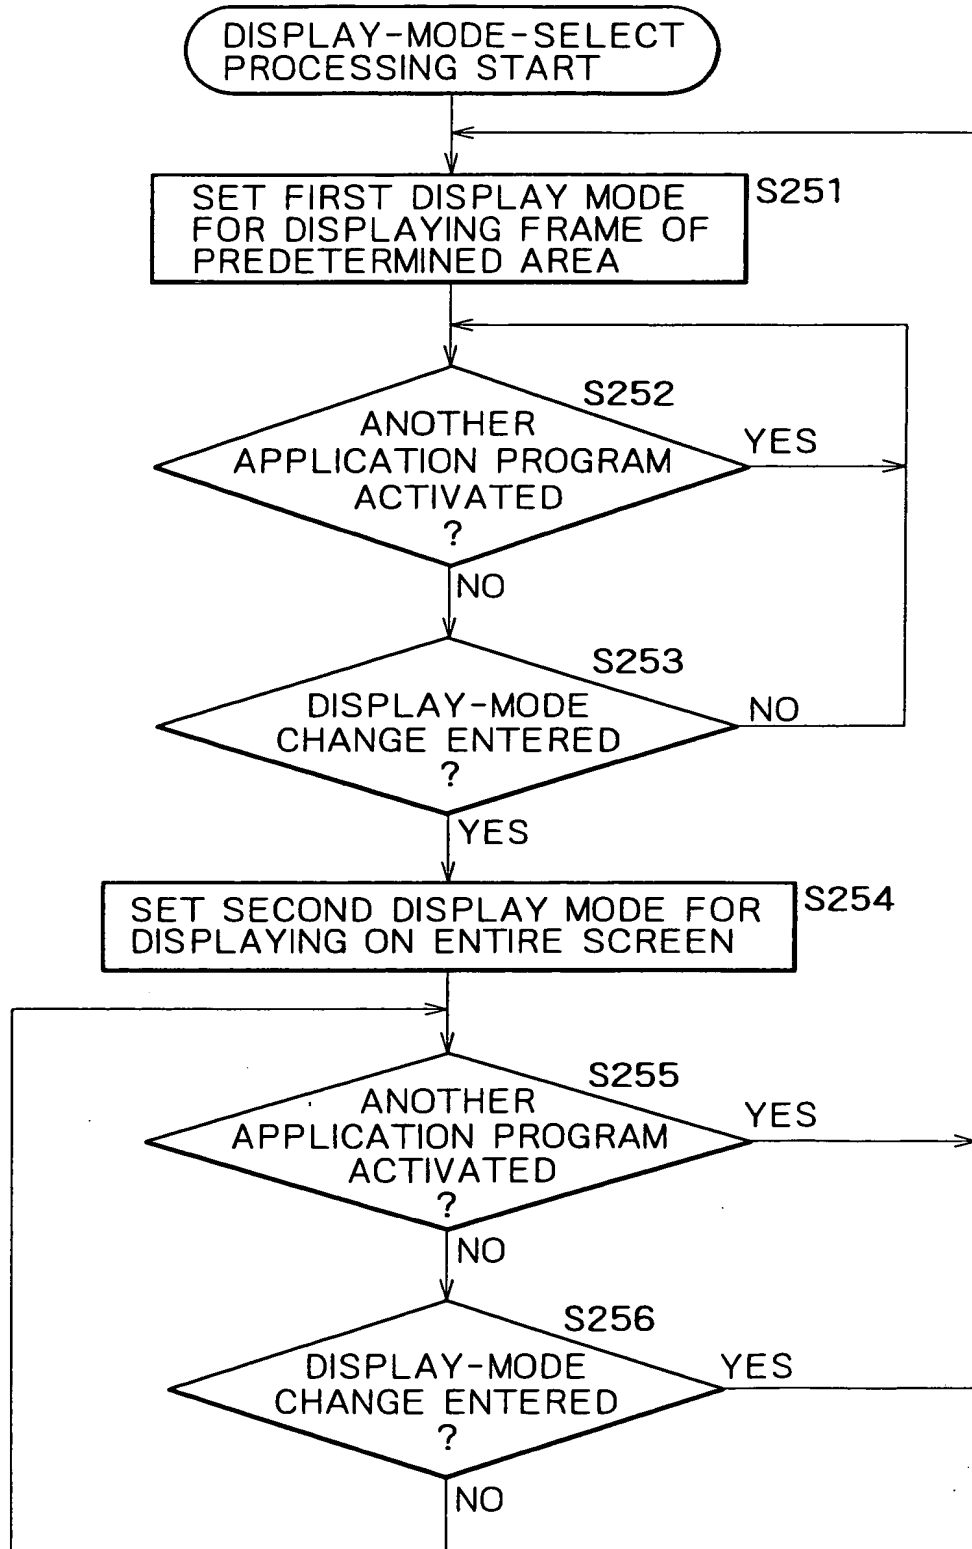 DISPLAY-MODE-SELECT
PROCESSING START
S251
SET FIRST DISPLAY MODE
FOR DISPLAYING FRAME OF
PREDETERMINED AREA
S252
ANOTHER
APPLICATION PROGRAM
ACTIVATED
?
YES
NO
S253
DISPLAY-MODE
CHANGE ENTERED
?
NO
YES
S254
SET SECOND DISPLAY MODE FOR
DISPLAYING ON ENTIRE SCREEN
S255
ANOTHER
APPLICATION PROGRAM
ACTIVATED
?
YES
NO
S256
DISPLAY-MODE
CHANGE ENTERED
?
YES
NO